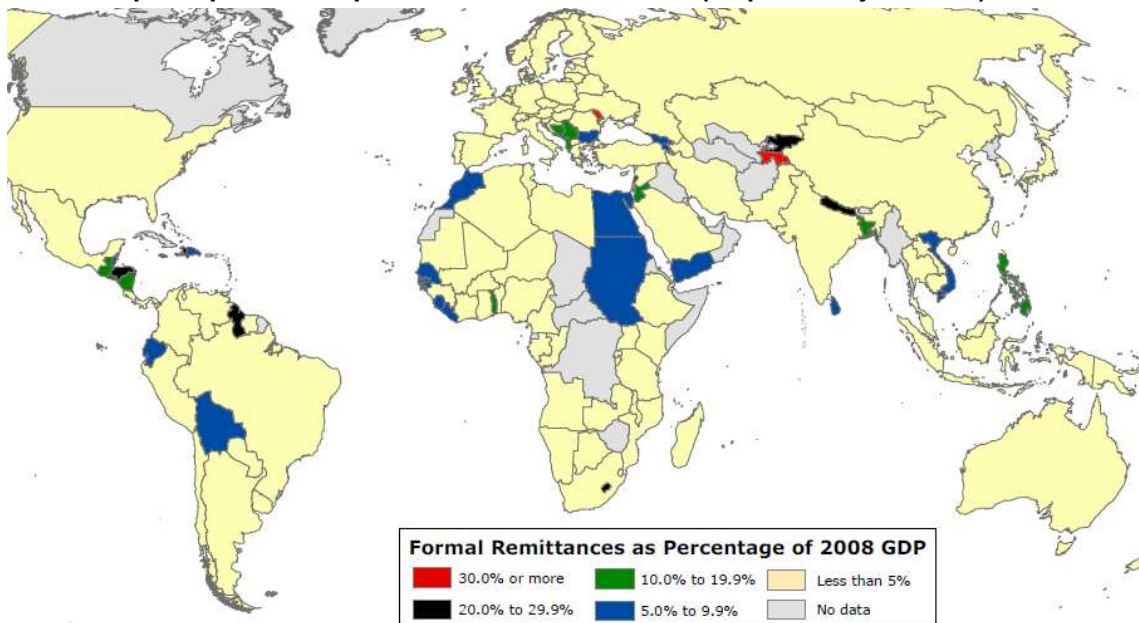 Formal Remittances as Percentage of 2008 GDP
30.0% or more
10.0% to 19.9%
Less than 5%
20.0% to 29.9%
5.0% to 9.9%
No data